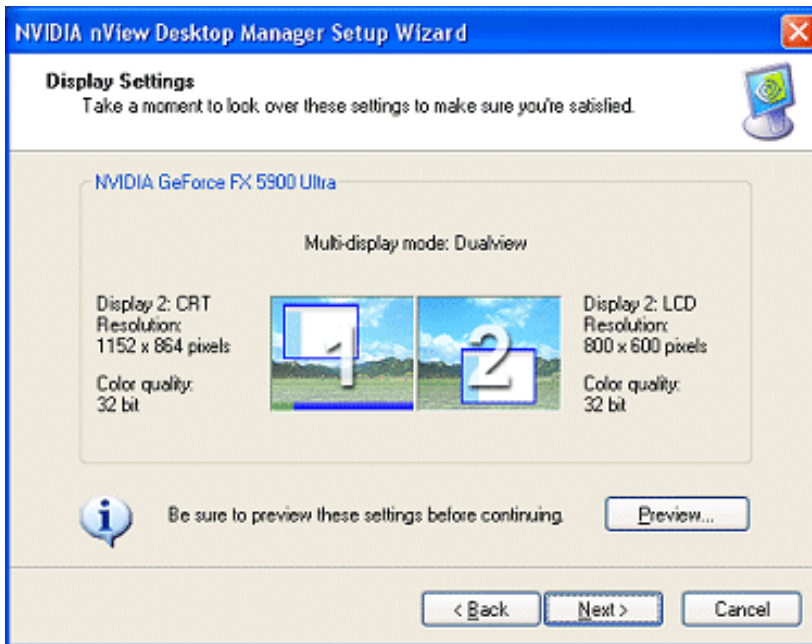 NVIDIA nView Desktop Manager Setup Wizard
Display Settings
Take a moment to look over these settings to make sure you're satisfied.
NVIDIA GeForce FX 5900 Ultra
Multi-display mode: Dualview
Display 2: CRT
Resolution:
1152 x 864 pixels
Color quality:
32 bit
1
2
Display 2: LCD
Resolution:
800 x 600 pixels
Color quality:
32 bit
Be sure to preview these settings before continuing.
Preview...
< Back
Next >
Cancel